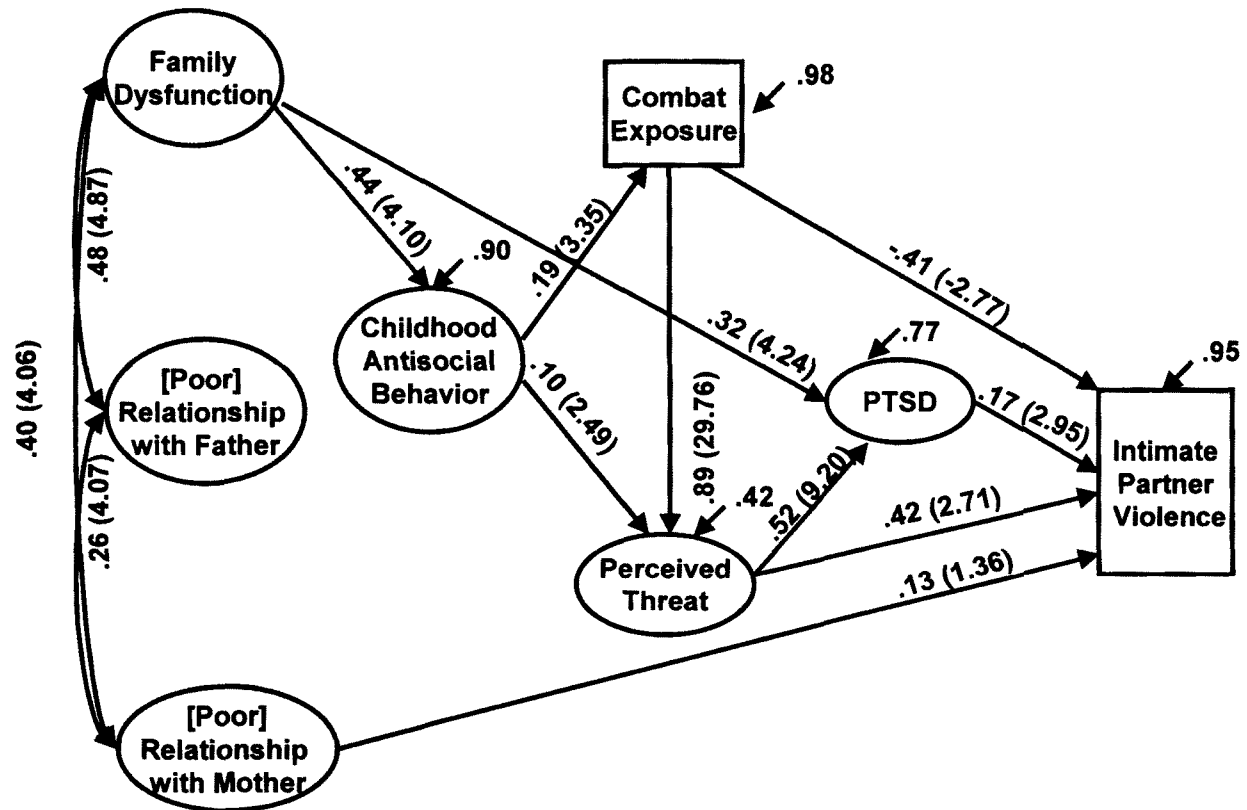 Family
Dysfunction
Combat
Exposure
.98
.48 (4.87)
.44 (4.10)
.90
.19 (3.35)
-.41 (-2.77)
Childhood
Antisocial
Behavior
.32 (4.24)
.77
.95
.40 (4.06)
[Poor]
Relationship
with Father
.10 (2.49)
.89 (29.76)
PTSD
.17 (2.95)
Intimate
Partner
Violence
.26 (4.07)
.42
.52 (9.20)
.42 (2.71)
Perceived
Threat
.13 (1.36)
[Poor]
Relationship
with Mother